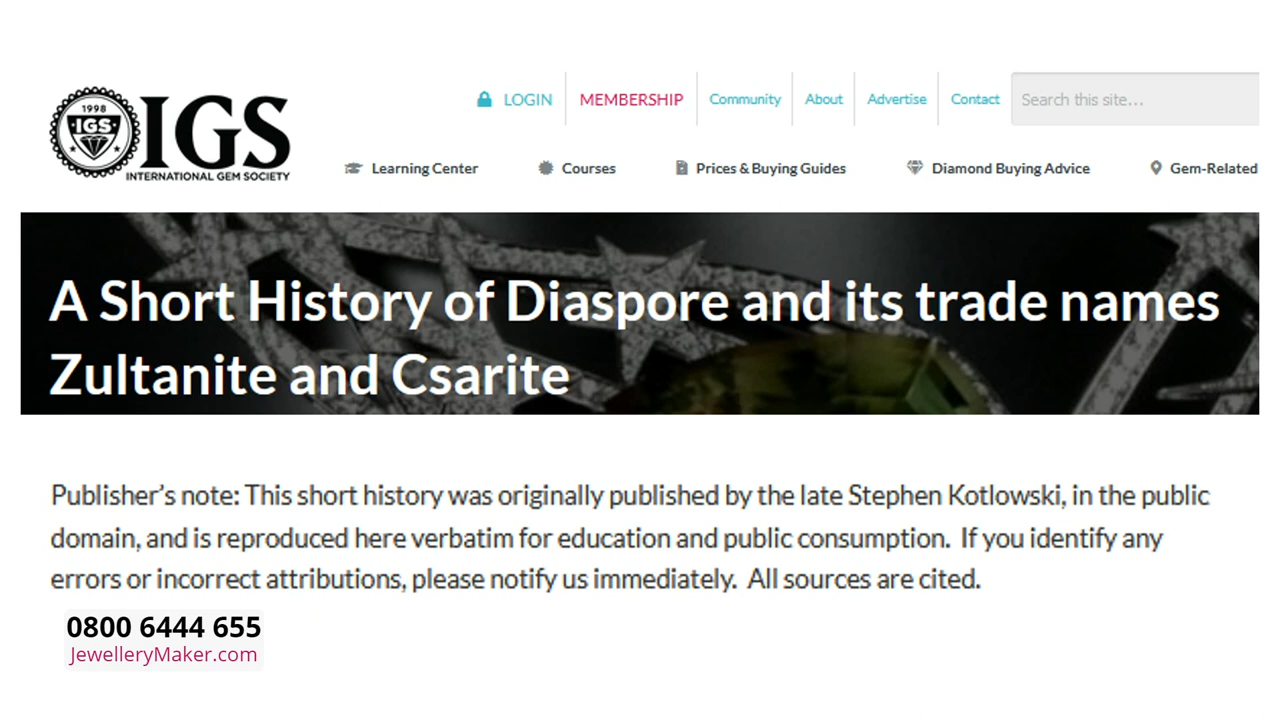 1998
IGS
IGS
INTERNATIONAL GEM SOCIETY
LOGIN MEMBERSHIP Community About Advertise Contact Search this site...
Learning Center Courses Prices & Buying Guides Diamond Buying Advice Gem-Related
A Short History of Diaspore and its trade names
Zultanite and Csarite
Publisher's note: This short history was originally published by the late Stephen Kotlowski, in the public
domain, and is reproduced here verbatim for education and public consumption. If you identify any
errors or incorrect attributions, please notify us immediately. All sources are cited.
0800 6444 655
JewelleryMaker.com